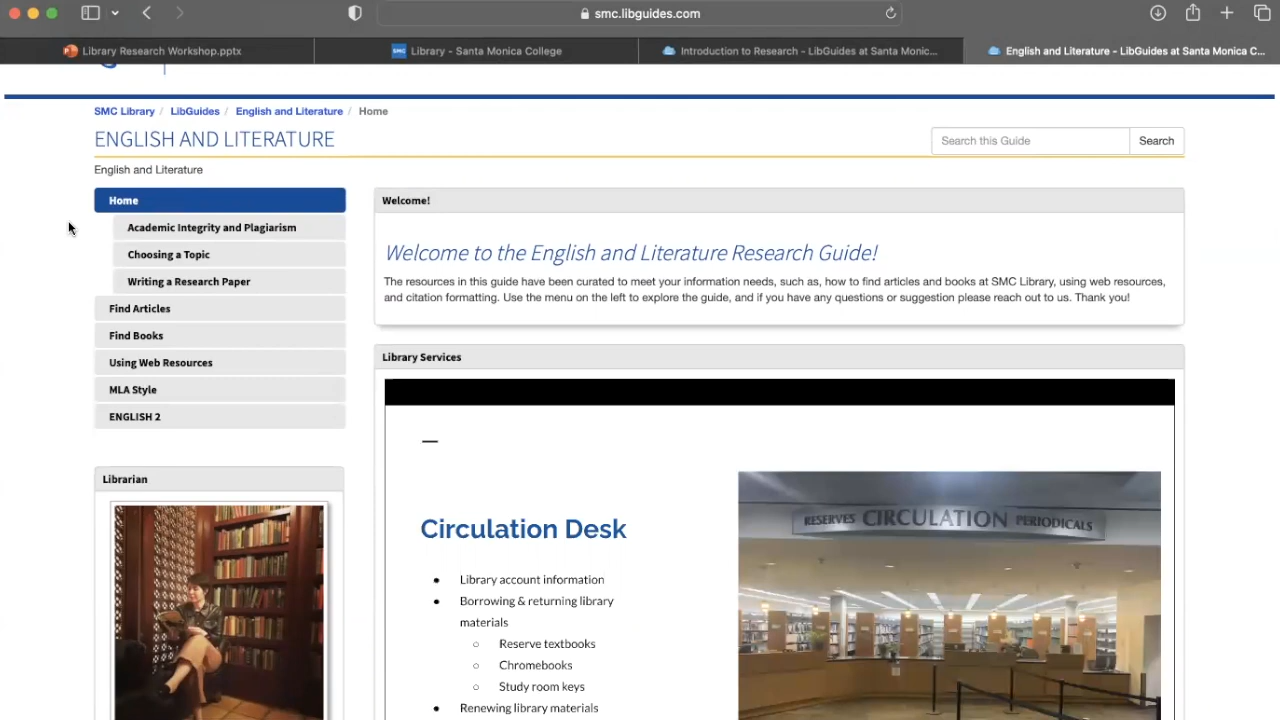 smc.libguides.com
Library Research Workshop.pptx
SMC Library - Santa Monica College
Introduction to Research - LibGuides at Santa Monic...
English and Literature - LibGuides at Santa Monica C...
SMC Library / LibGuides / English and Literature / Home
ENGLISH AND LITERATURE
Search this Guide
Search
English and Literature
Home
Academic Integrity and Plagiarism
Choosing a Topic
Writing a Research Paper
Find Articles
Find Books
Using Web Resources
MLA Style
ENGLISH 2
Librarian
Welcome!
Welcome to the English and Literature Research Guide!
The resources in this guide have been curated to meet your information needs, such as, how to find articles and books at SMC Library, using web resources,
and citation formatting. Use the menu on the left to explore the guide, and if you have any questions or suggestion please reach out to us. Thank you!
Library Services
Circulation Desk
● Library account information
● Borrowing & returning library
materials
○ Reserve textbooks
○ Chromebooks
○ Study room keys
● Renewing library materials
RESERVES CIRCULATION PERIODICALS